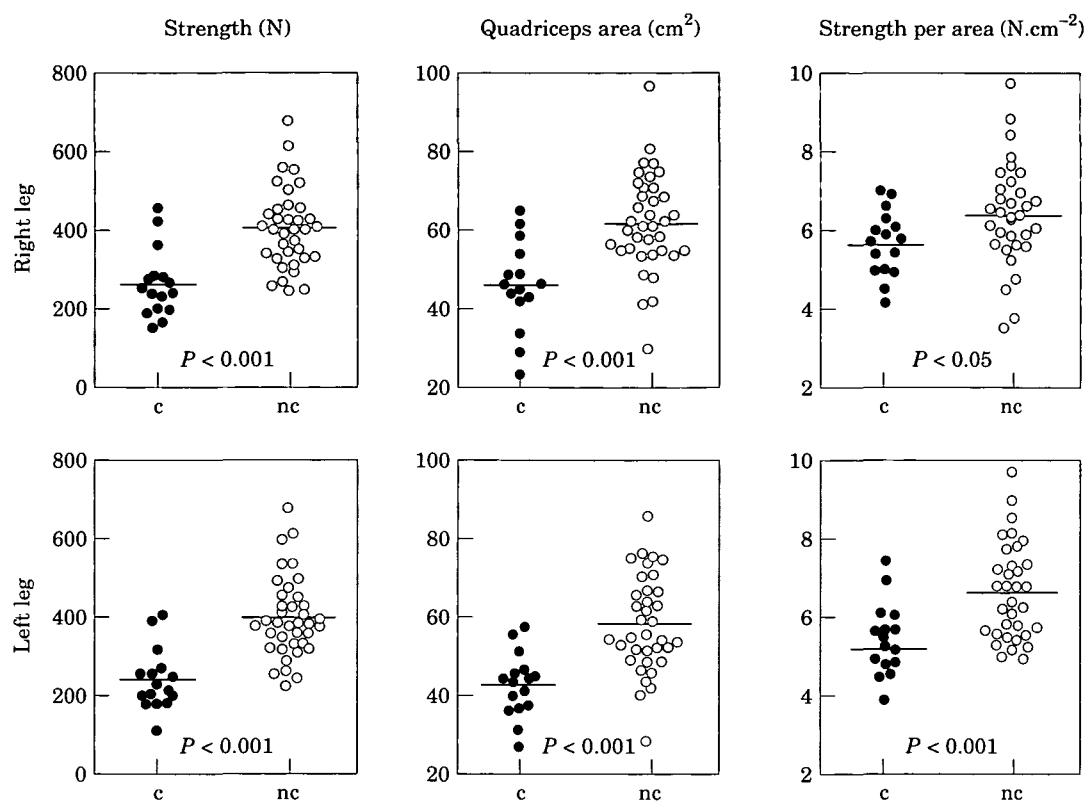 Strength (N)
Quadriceps area (cm²)
Strength per area (N.cm⁻²)
Right leg
800
600
400
200
0
P < 0.001
c
nc
100
80
60
40
20
P < 0.001
c
nc
10
8
6
4
2
P < 0.05
c
nc
Left leg
800
600
400
200
0
P < 0.001
c
nc
100
80
60
40
20
P < 0.001
c
nc
10
8
6
4
2
P < 0.001
c
nc